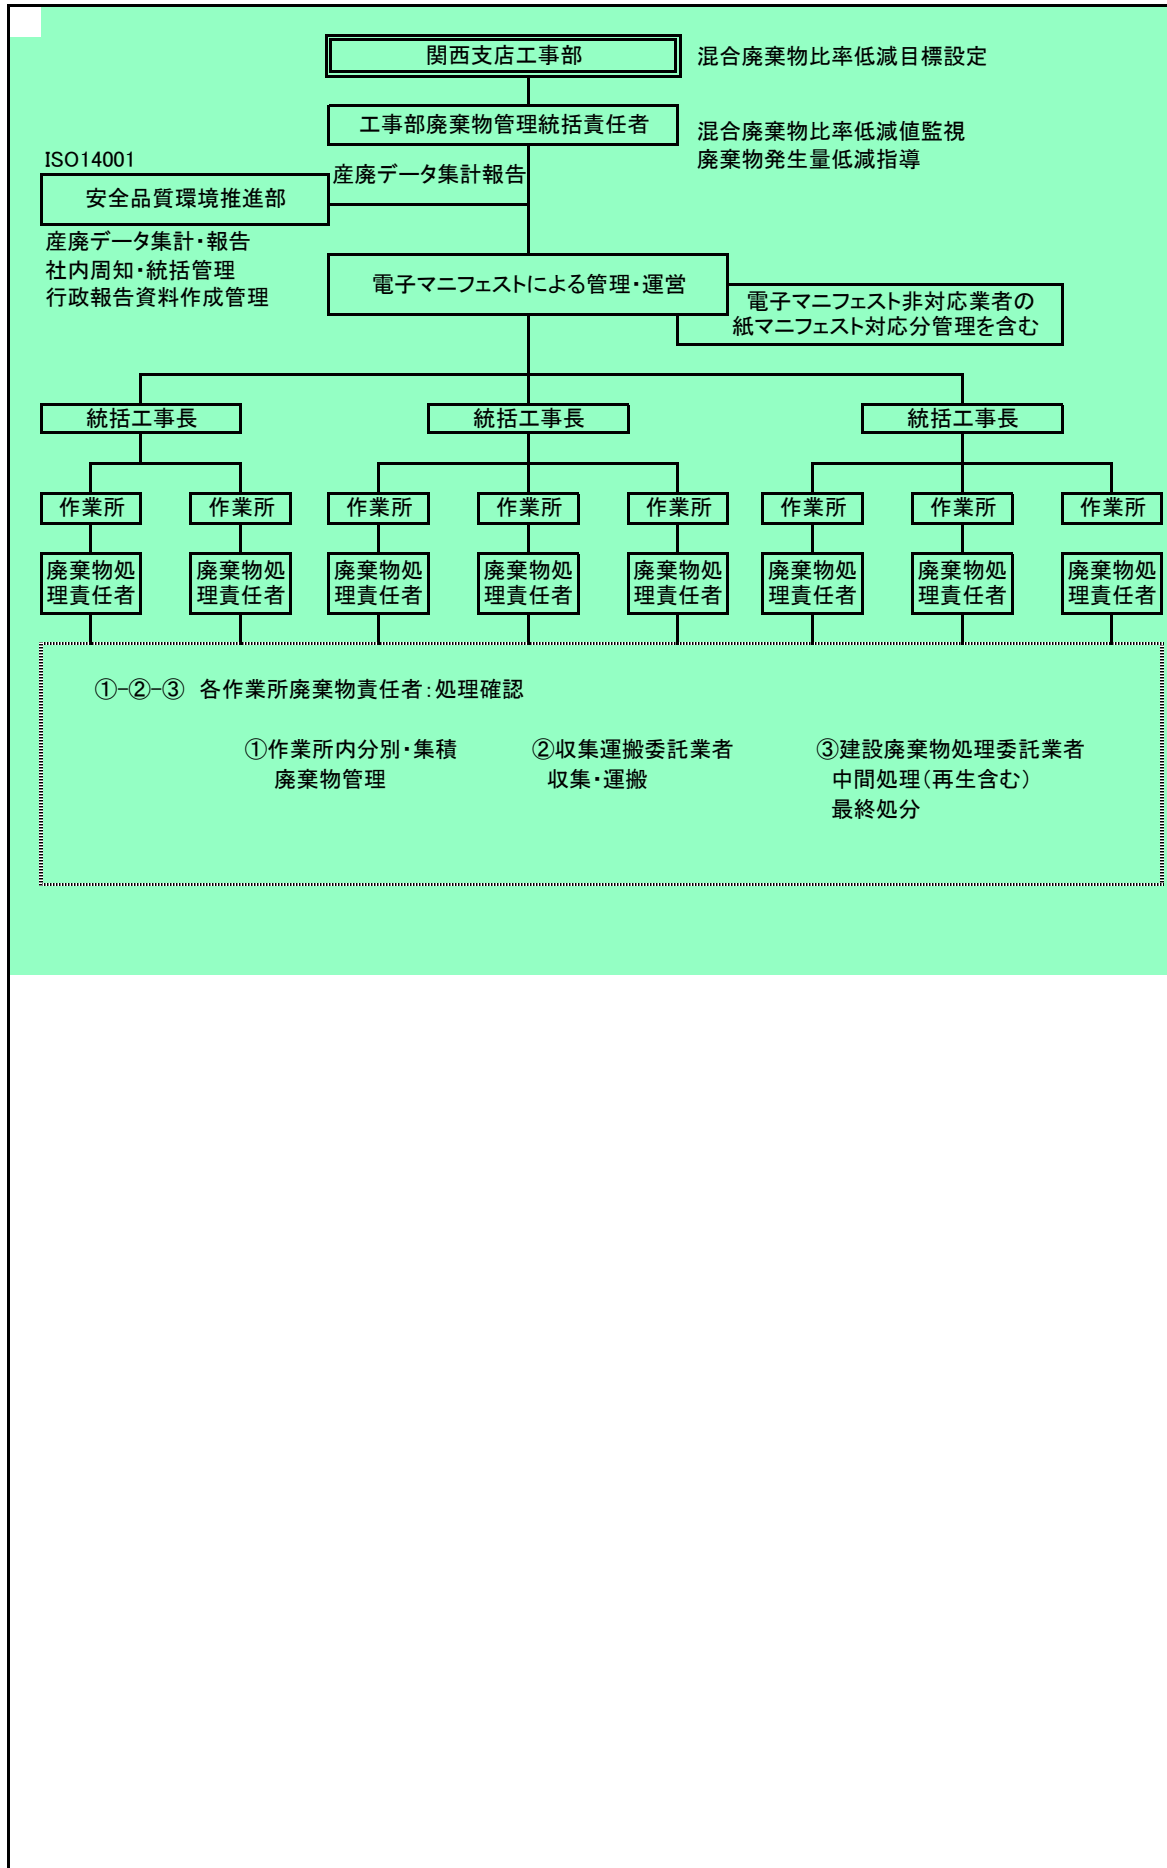 関西支店工事部
混合廃棄物比率低減目標設定
工事部廃棄物管理統括責任者
混合廃棄物比率低減値監視
廃棄物発生量低減指導
ISO14001
産廃データ集計報告
安全品質環境推進部
産廃データ集計・報告
社内周知・統括管理
行政報告資料作成管理
電子マニフェストによる管理・運営
電子マニフェスト非対応業者の
紙マニフェスト対応分管理を含む
統括工事長
統括工事長
統括工事長
作業所
作業所
作業所
作業所
作業所
作業所
作業所
作業所
廃棄物処
理責任者
廃棄物処
理責任者
廃棄物処
理責任者
廃棄物処
理責任者
廃棄物処
理責任者
廃棄物処
理責任者
廃棄物処
理責任者
廃棄物処
理責任者
①-②-③ 各作業所廃棄物責任者：処理確認
①作業所内分別・集積
廃棄物管理
②収集運搬委託業者
収集・運搬
③建設廃棄物処理委託業者
中間処理（再生含む）
最終処分